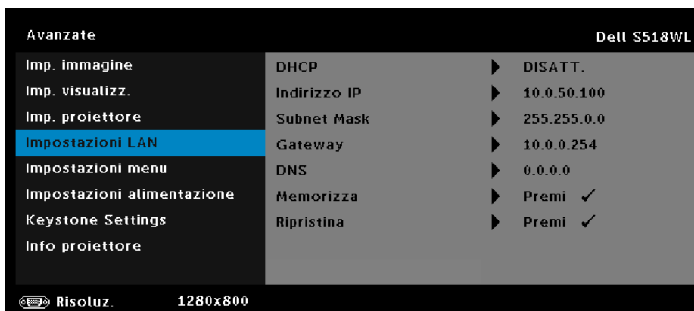 Avanzate Dell S518WL
Imp. immagine DHCP DISATT.
Imp. visualizz. Indirizzo IP 10.0.50.100
Imp. proiettore Subnet Mask 255.255.0.0
Impostazioni LAN Gateway 10.0.0.254
Impostazioni menu DNS 0.0.0.0
Impostazioni alimentazione Memorizza Premi ✓
Keystone Settings Ripristina Premi ✓
Info proiettore
Risoluz. 1280x800